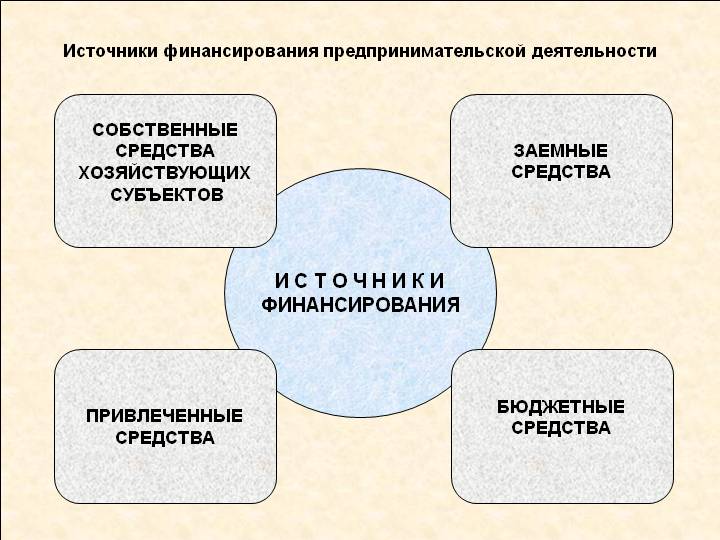 Источники финансирования предпринимательской деятельности
СОБСТВЕННЫЕ
СРЕДСТВА
ХОЗЯЙСТВУЮЩИХ
СУБЪЕКТОВ
ЗАЕМНЫЕ
СРЕДСТВА
И С Т О Ч Н И К И
ФИНАНСИРОВАНИЯ
ПРИВЛЕЧЕННЫЕ
СРЕДСТВА
БЮДЖЕТНЫЕ
СРЕДСТВА